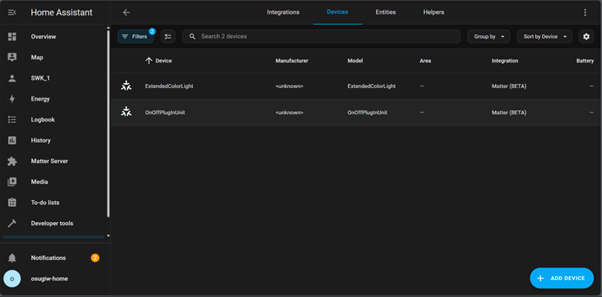 Home Assistant
Integrations
Devices
Entities
Helpers
Overview
Map
SWK_1
Energy
Logbook
History
Matter Server
Media
To-do lists
Developer tools
Notifications
2
o
osugiw-home
Filters
2
Search 2 devices
Group by
Sort by Device
Device
Manufacturer
Model
Area
Integration
Battery
ExtendedColorLight
<unknown>
ExtendedColorLight
—
Matter (BETA)
—
OnOffPlugInUnit
<unknown>
OnOffPlugInUnit
—
Matter (BETA)
—
ADD DEVICE